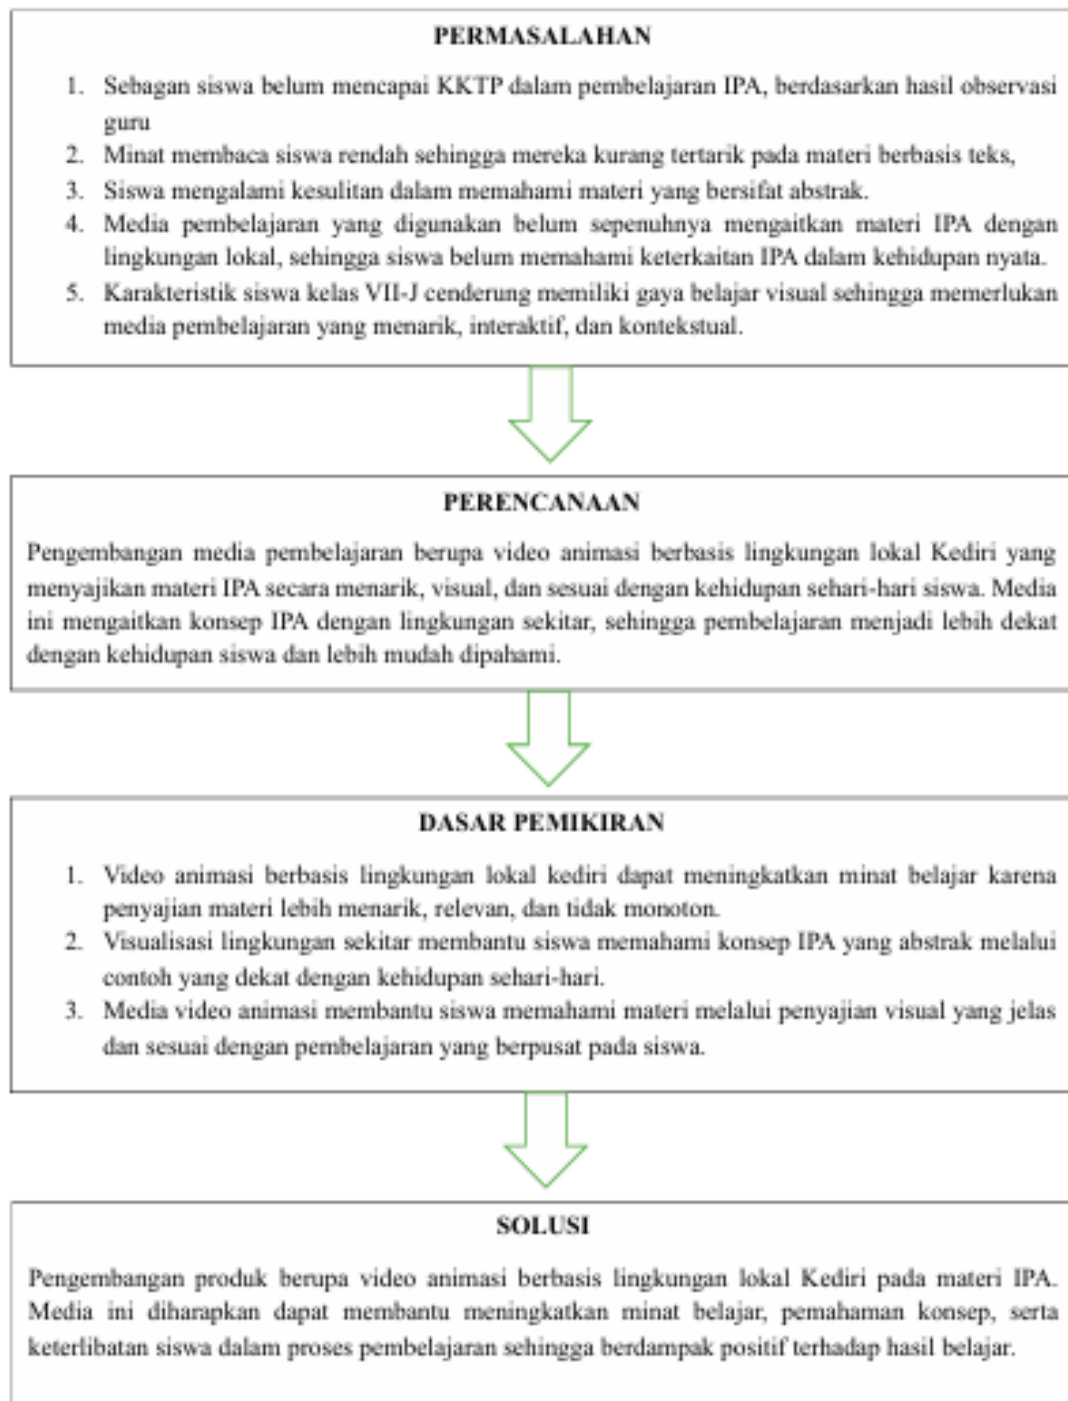 PERMASALAHAN
1. Sebagan siswa belum mencapai KKTP dalam pembelajaran IPA, berdasarkan hasil observasi
guru
2. Minat membaca siswa rendah sehingga mereka kurang tertarik pada materi berbasis teks,
3. Siswa mengalami kesulitan dalam memahami materi yang bersifat abstrak.
4. Media pembelajaran yang digunakan belum sepenuhnya mengaitkan materi IPA dengan
lingkungan lokal, sehingga siswa belum memahami keterkaitan IPA dalam kehidupan nyata.
5. Karakteristik siswa kelas VII-J cenderung memiliki gaya belajar visual sehingga memerlukan
media pembelajaran yang menarik, interaktif, dan kontekstual.
PERENCANAAN
Pengembangan media pembelajaran berupa video animasi berbasis lingkungan lokal Kediri yang
menyajikan materi IPA secara menarik, visual, dan sesuai dengan kehidupan sehari-hari siswa. Media
ini mengaitkan konsep IPA dengan lingkungan sekitar, sehingga pembelajaran menjadi lebih dekat
dengan kehidupan siswa dan lebih mudah dipahami.
DASAR PEMIKIRAN
1. Video animasi berbasis lingkungan lokal kediri dapat meningkatkan minat belajar karena
penyajian materi lebih menarik, relevan, dan tidak monoton.
2. Visualisasi lingkungan sekitar membantu siswa memahami konsep IPA yang abstrak melalui
contoh yang dekat dengan kehidupan sehari-hari.
3. Media video animasi membantu siswa memahami materi melalui penyajian visual yang jelas
dan sesuai dengan pembelajaran yang berpusat pada siswa.
SOLUSI
Pengembangan produk berupa video animasi berbasis lingkungan lokal Kediri pada materi IPA.
Media ini diharapkan dapat membantu meningkatkan minat belajar, pemahaman konsep, serta
keterlibatan siswa dalam proses pembelajaran sehingga berdampak positif terhadap hasil belajar.